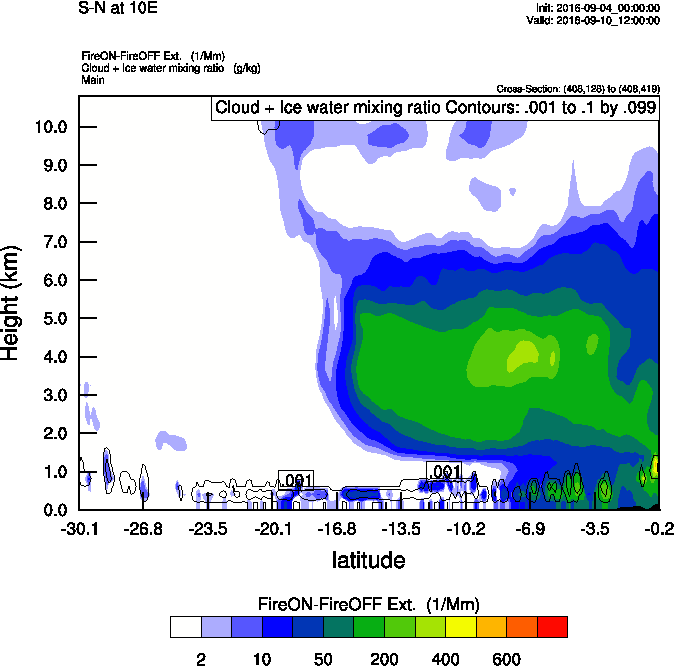 S-N at 10E
Init: 2016-09-04_00:00:00
Valid: 2016-09-10_12:00:00
FireON-FireOFF Ext. (1/Mm)
Cloud + Ice water mixing ratio (g/kg)
Main
Cross-Section: (408,128) to (408,419)
Cloud + Ice water mixing ratio Contours: .001 to .1 by .099
10.0
9.0
8.0
7.0
6.0
5.0
4.0
3.0
2.0
1.0
0.0
Height (km)
.001
.001
-30.1 -26.8 -23.5 -20.1 -16.8 -13.5 -10.2 -6.9 -3.5 -0.2
latitude
FireON-FireOFF Ext. (1/Mm)
2 10 50 200 400 600